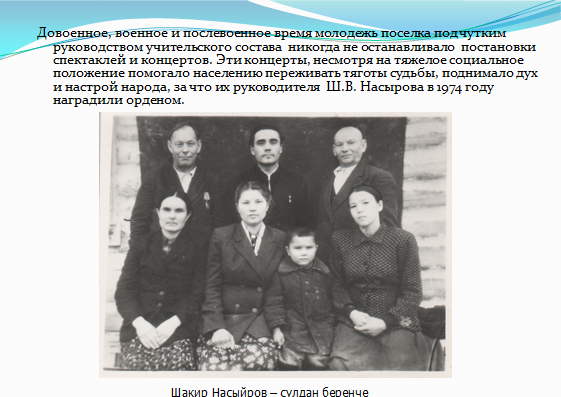 Довоенное, военное и послевоенное время молодежь поселка под чутким
руководством учительского состава никогда не останавливало постановки
спектаклей и концертов. Эти концерты, несмотря на тяжелое социальное
положение помогало населению переживать тяготы судьбы, поднимало дух
и настрой народа, за что их руководителя Ш.В. Насырова в 1974 году
наградили орденом.
Шакир Насыйров – сулдан беренче